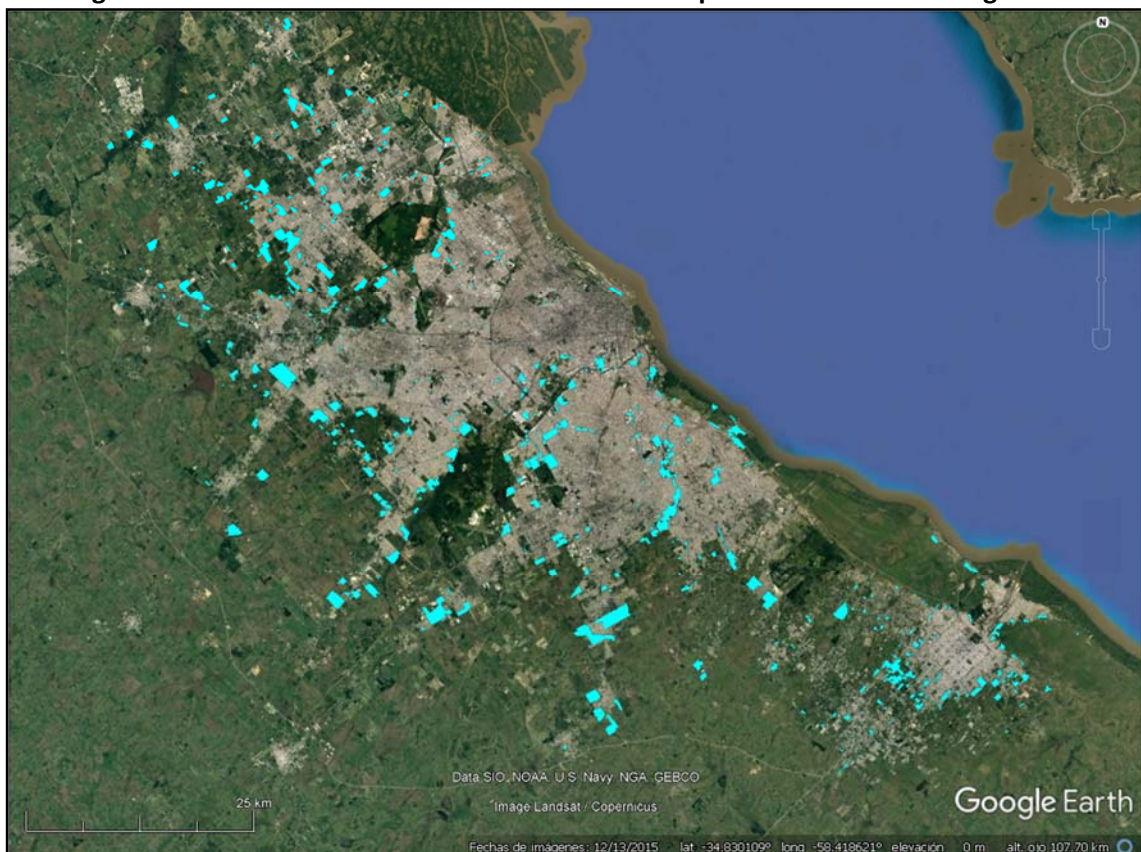 N
Data SIO, NOAA, U.S. Navy, NGA, GEBCO
Image Landsat / Copernicus
25 km
Google Earth
Fechas de imágenes: 12/13/2015 lat -34.830109° long -58.418621° elevación 0 m alt. ojo 107.70 km